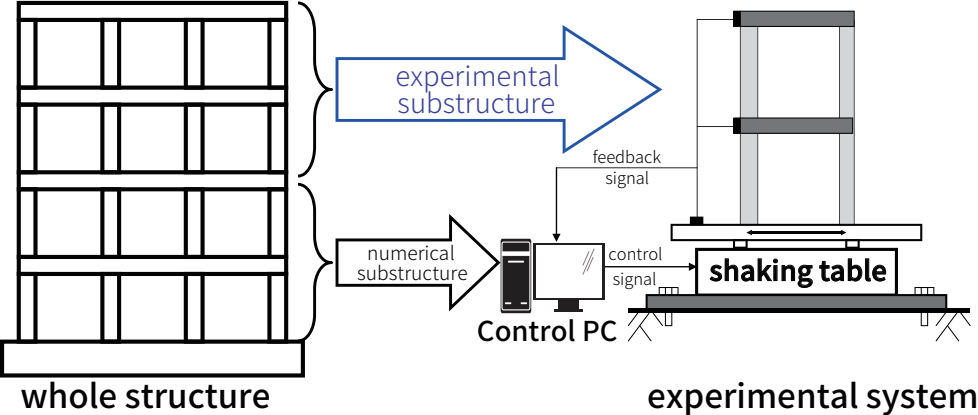 experimental
substructure
feedback
signal
numerical
substructure
control
signal
shaking table
Control PC
whole structure
experimental system